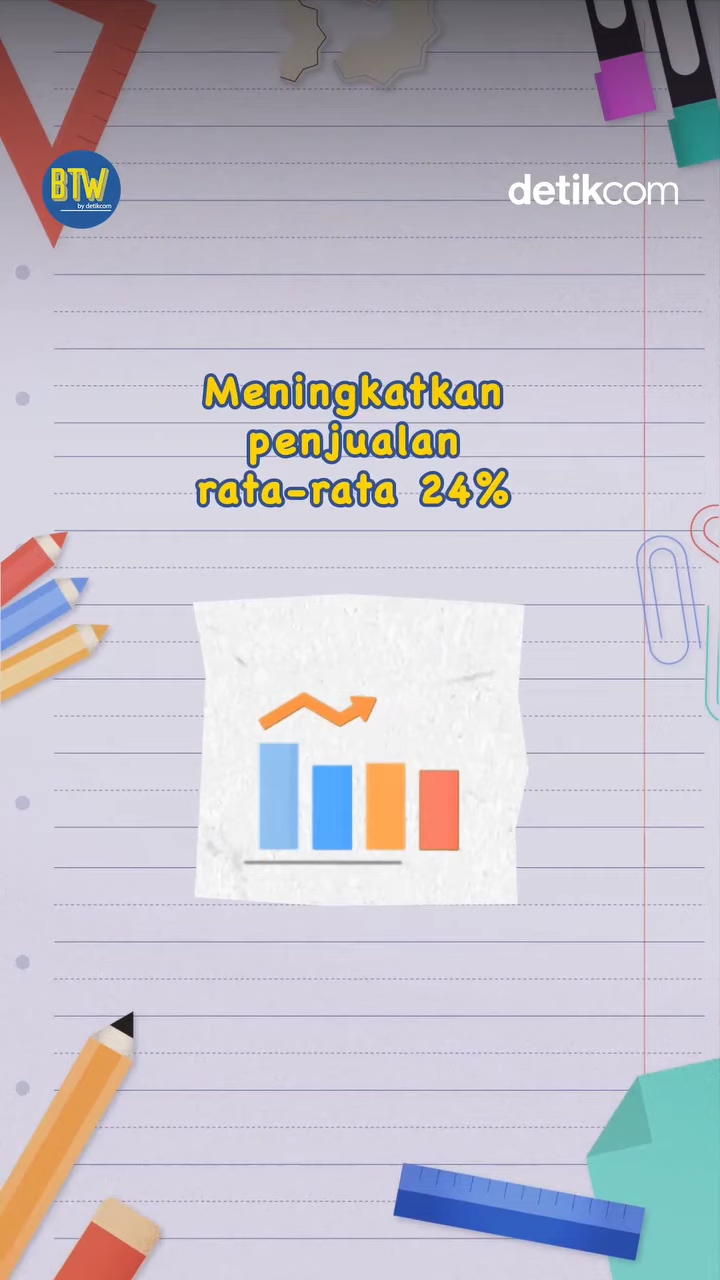 BTW
by detikcom
detikcom
Meningkatkan
penjualan
rata-rata 24%